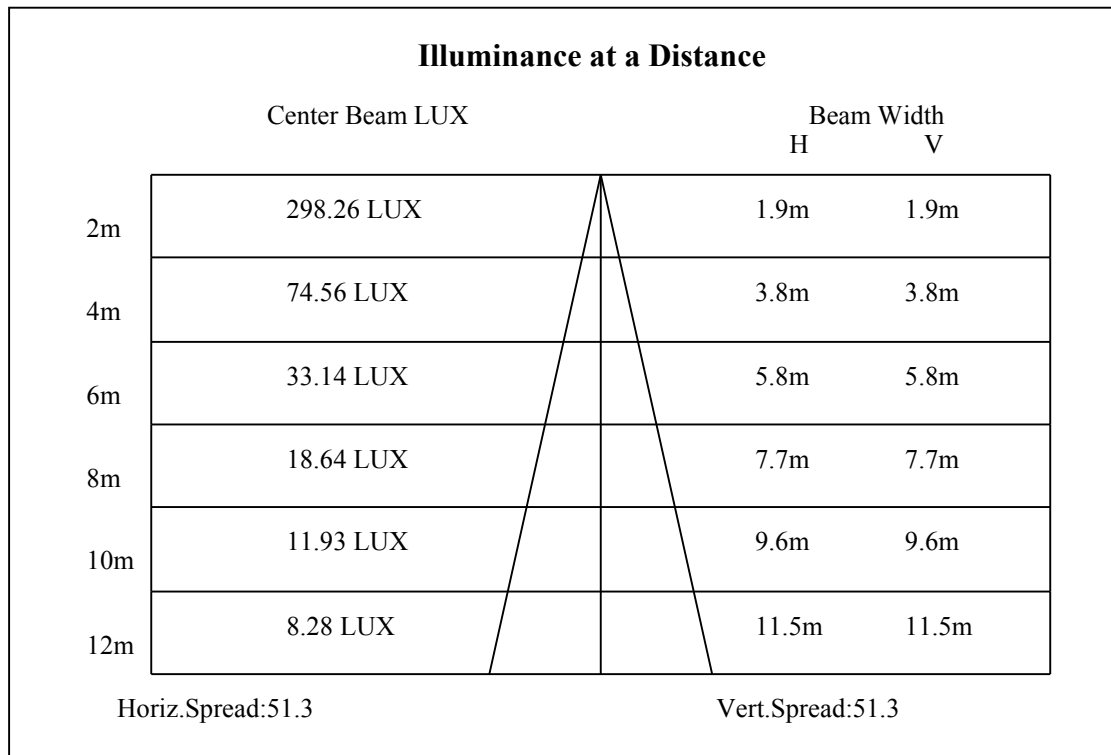 Illuminance at a Distance
Center Beam LUX Beam Width
H V
2m 298.26 LUX 1.9m 1.9m
4m 74.56 LUX 3.8m 3.8m
6m 33.14 LUX 5.8m 5.8m
8m 18.64 LUX 7.7m 7.7m
10m 11.93 LUX 9.6m 9.6m
12m 8.28 LUX 11.5m 11.5m
Horiz.Spread:51.3 Vert.Spread:51.3